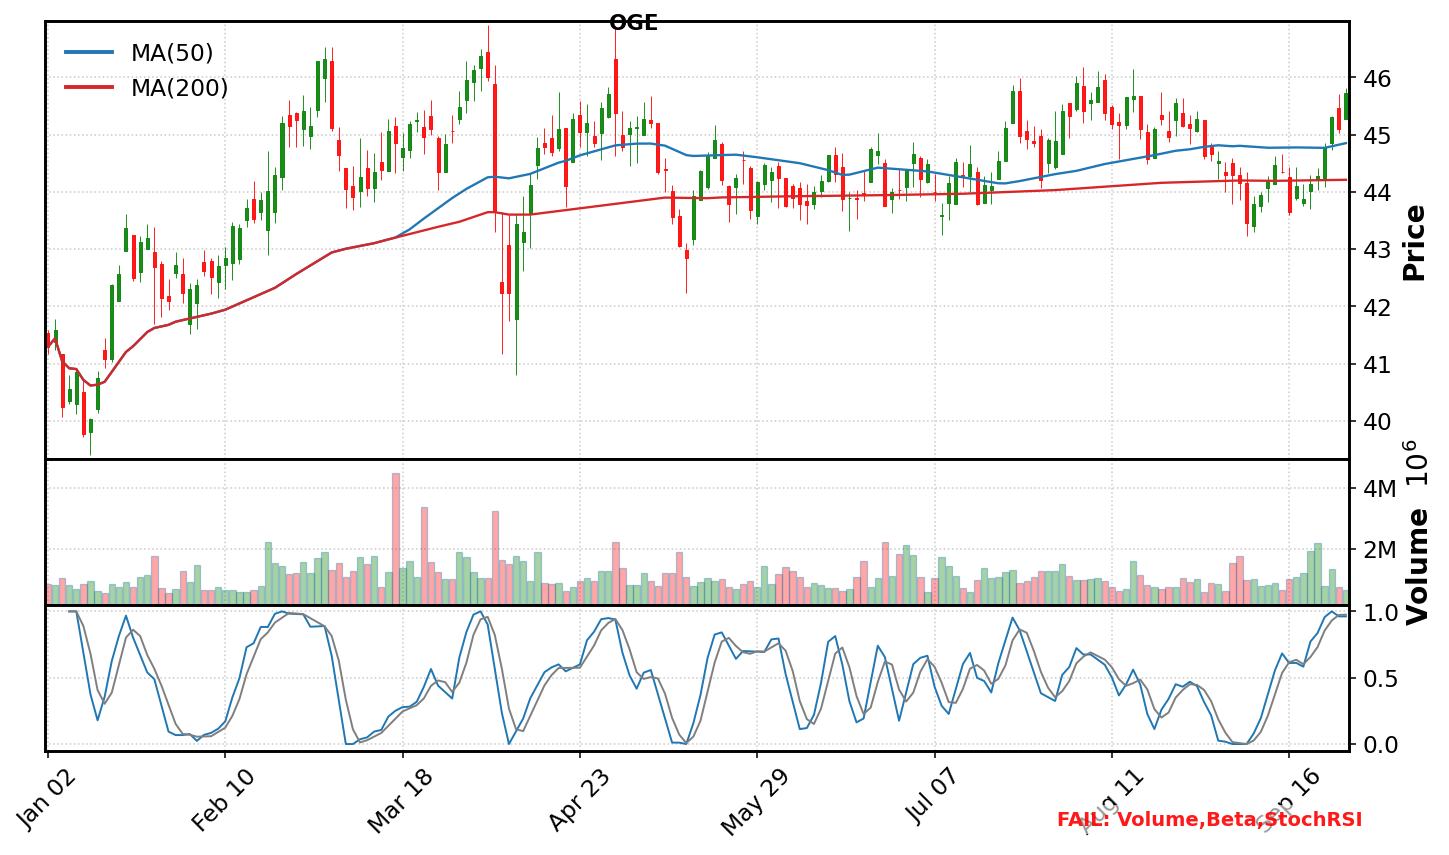 OGE
MA(50)
MA(200)
46
45
44
43
42
41
40
Price
4M
2M
Volume 10⁶
1.0
0.5
0.0
Jan 02
Feb 10
Mar 18
Apr 23
May 29
Jul 07
Aug 11
Sep 16
FAIL: Volume,Beta,StochRSI